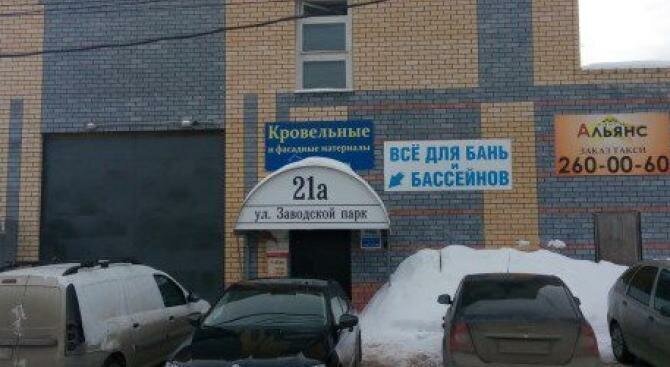 Кровельные
и фасадные материалы
21а
ул. Заводской парк
ВСЁ ДЛЯ БАНЬ
и
БАССЕЙНОВ
АЛЬЯНС
ЗАКАЗ ТАКСИ
260-00-60